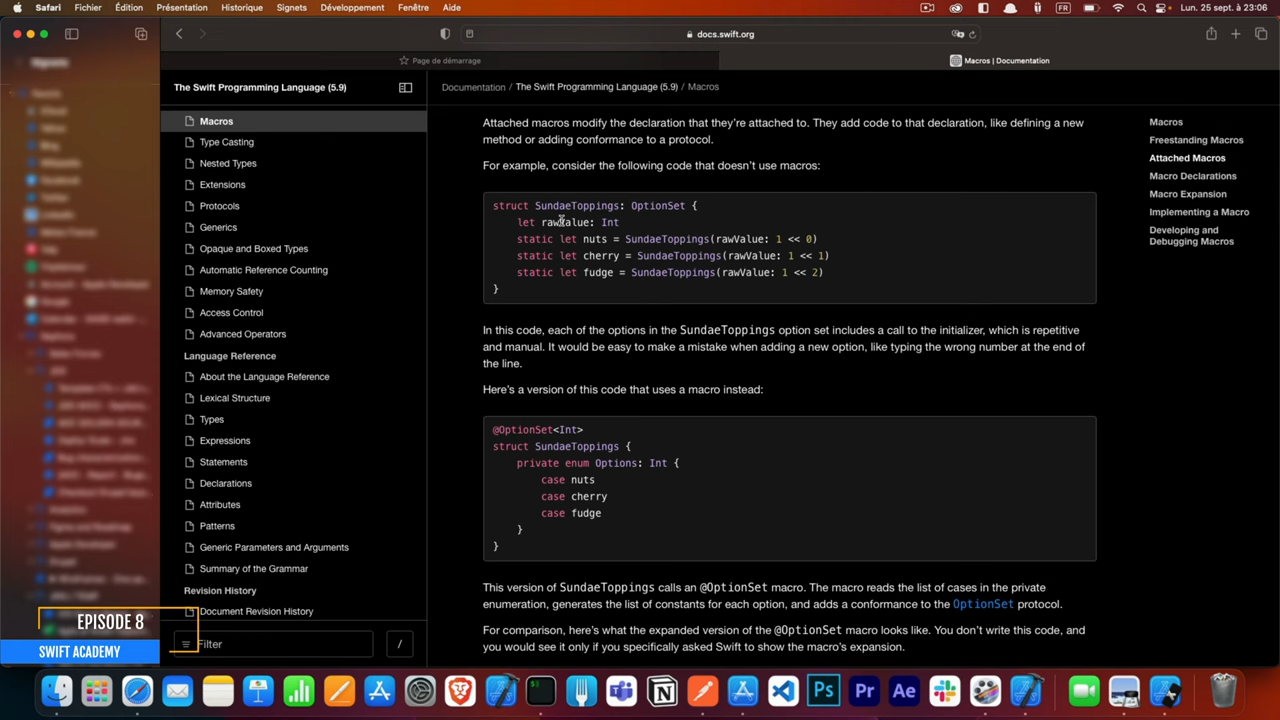 Safari Fichier Édition Présentation Historique Signets Développement Fenêtre Aide
FR
Lun. 25 sept. à 23:06
docs.swift.org
Page de démarrage
Macros | Documentation
Signets
The Swift Programming Language (5.9)
Macros
Type Casting
Nested Types
Extensions
Protocols
Generics
Opaque and Boxed Types
Automatic Reference Counting
Memory Safety
Access Control
Advanced Operators
Language Reference
About the Language Reference
Lexical Structure
Types
Expressions
Statements
Declarations
Attributes
Patterns
Generic Parameters and Arguments
Summary of the Grammar
Revision History
Document Revision History
Filter
/
Documentation / The Swift Programming Language (5.9) / Macros
Attached macros modify the declaration that they're attached to. They add code to that declaration, like defining a new
method or adding conformance to a protocol.
For example, consider the following code that doesn't use macros:
struct SundaeToppings: OptionSet {
let rawValue: Int
static let nuts = SundaeToppings(rawValue: 1 << 0)
static let cherry = SundaeToppings(rawValue: 1 << 1)
static let fudge = SundaeToppings(rawValue: 1 << 2)
}
In this code, each of the options in the SundaeToppings option set includes a call to the initializer, which is repetitive
and manual. It would be easy to make a mistake when adding a new option, like typing the wrong number at the end of
the line.
Here's a version of this code that uses a macro instead:
@OptionSet<Int>
struct SundaeToppings {
private enum Options: Int {
case nuts
case cherry
case fudge
}
}
This version of SundaeToppings calls an @OptionSet macro. The macro reads the list of cases in the private
enumeration, generates the list of constants for each option, and adds a conformance to the OptionSet protocol.
For comparison, here's what the expanded version of the @OptionSet macro looks like. You don't write this code, and
you would see it only if you specifically asked Swift to show the macro's expansion.
Macros
Freestanding Macros
Attached Macros
Macro Declarations
Macro Expansion
Implementing a Macro
Developing and
Debugging Macros
EPISODE 8
SWIFT ACADEMY
Ps
Pr
Ae